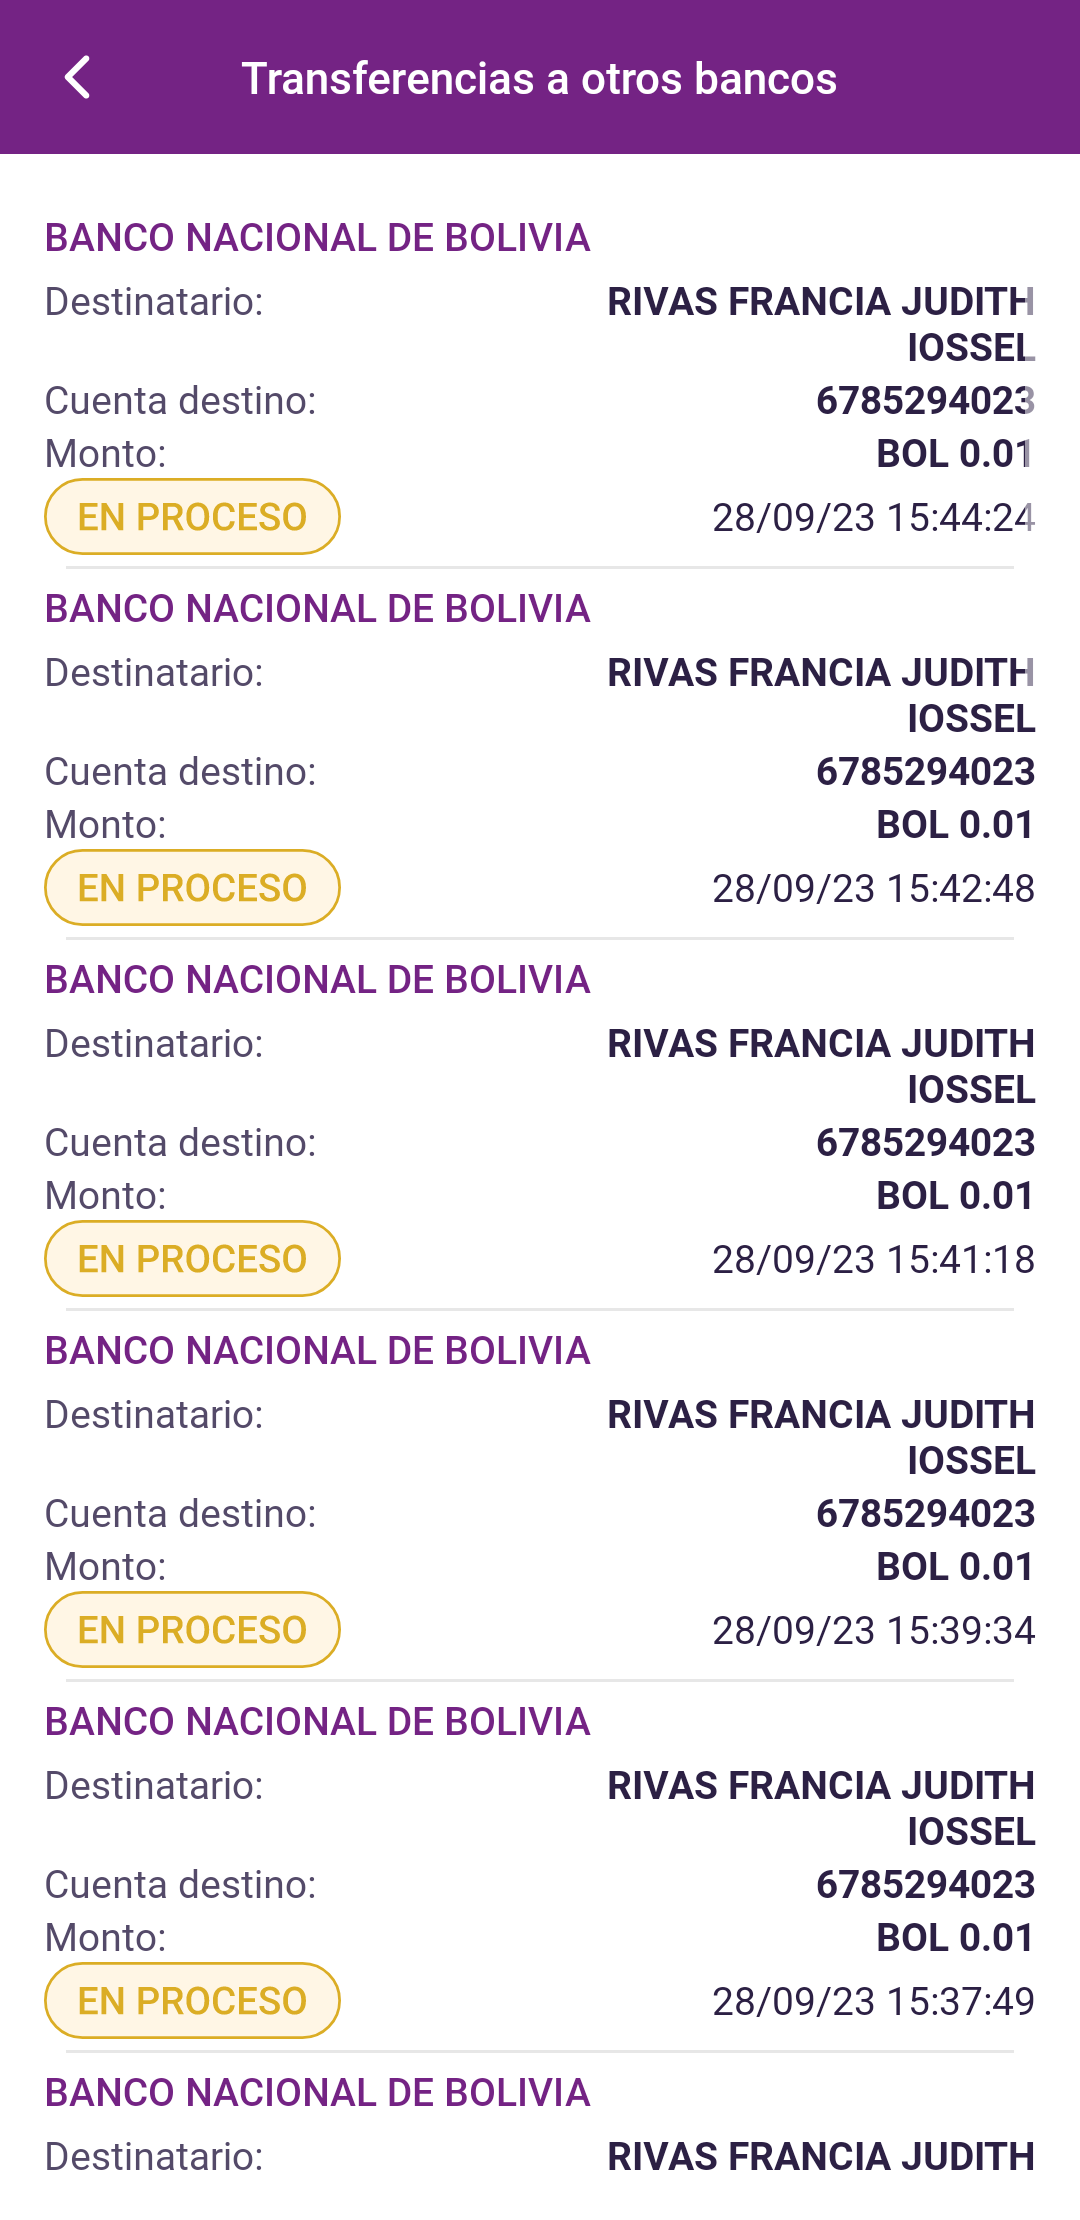 Transferencias a otros bancos
BANCO NACIONAL DE BOLIVIA
Destinatario: RIVAS FRANCIA JUDITH
IOSSEL
Cuenta destino: 6785294023
Monto: BOL 0.01
EN PROCESO 28/09/23 15:44:24
BANCO NACIONAL DE BOLIVIA
Destinatario: RIVAS FRANCIA JUDITH
IOSSEL
Cuenta destino: 6785294023
Monto: BOL 0.01
EN PROCESO 28/09/23 15:42:48
BANCO NACIONAL DE BOLIVIA
Destinatario: RIVAS FRANCIA JUDITH
IOSSEL
Cuenta destino: 6785294023
Monto: BOL 0.01
EN PROCESO 28/09/23 15:41:18
BANCO NACIONAL DE BOLIVIA
Destinatario: RIVAS FRANCIA JUDITH
IOSSEL
Cuenta destino: 6785294023
Monto: BOL 0.01
EN PROCESO 28/09/23 15:39:34
BANCO NACIONAL DE BOLIVIA
Destinatario: RIVAS FRANCIA JUDITH
IOSSEL
Cuenta destino: 6785294023
Monto: BOL 0.01
EN PROCESO 28/09/23 15:37:49
BANCO NACIONAL DE BOLIVIA
Destinatario: RIVAS FRANCIA JUDITH